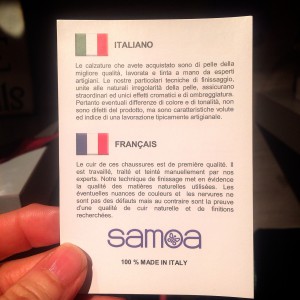 ITALIANO
Le calzature che avete acquistato sono di pelle della
migliore qualità, lavorata e tinta a mano da esperti
artigiani. Le nostre particolari tecniche di finissaggio,
unite alle naturali irregolarità della pelle, assicurano
straordinari ed unici effetti cromatici e di ombreggiatura.
Pertanto eventuali differenze di colore e di tonalità, non
sono difetti del prodotto, ma sono caratteristiche volute
ed indice di una lavorazione tipicamente artigianale.
FRANÇAIS
Le cuir de ces chaussures est de première qualité. Il
est travaillé, traité et teinté manuellement par nos
experts. Notre technique de finissage met en évidence
la qualité des matières naturelles utilisées. Les
éventuelles nuances de couleurs et les nervures ne
sont pas des défauts mais au contraire sont la preuve
d'une qualité de cuir naturelle et de finitions
recherchées.
samoa
100 % MADE IN ITALY